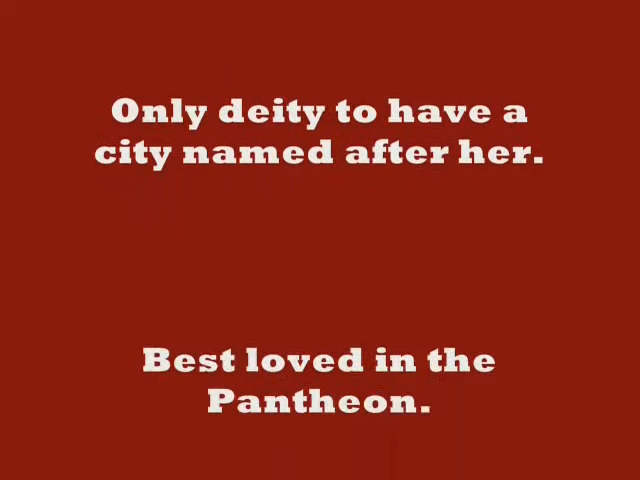 Only deity to have a
city named after her.
Best loved in the
Pantheon.